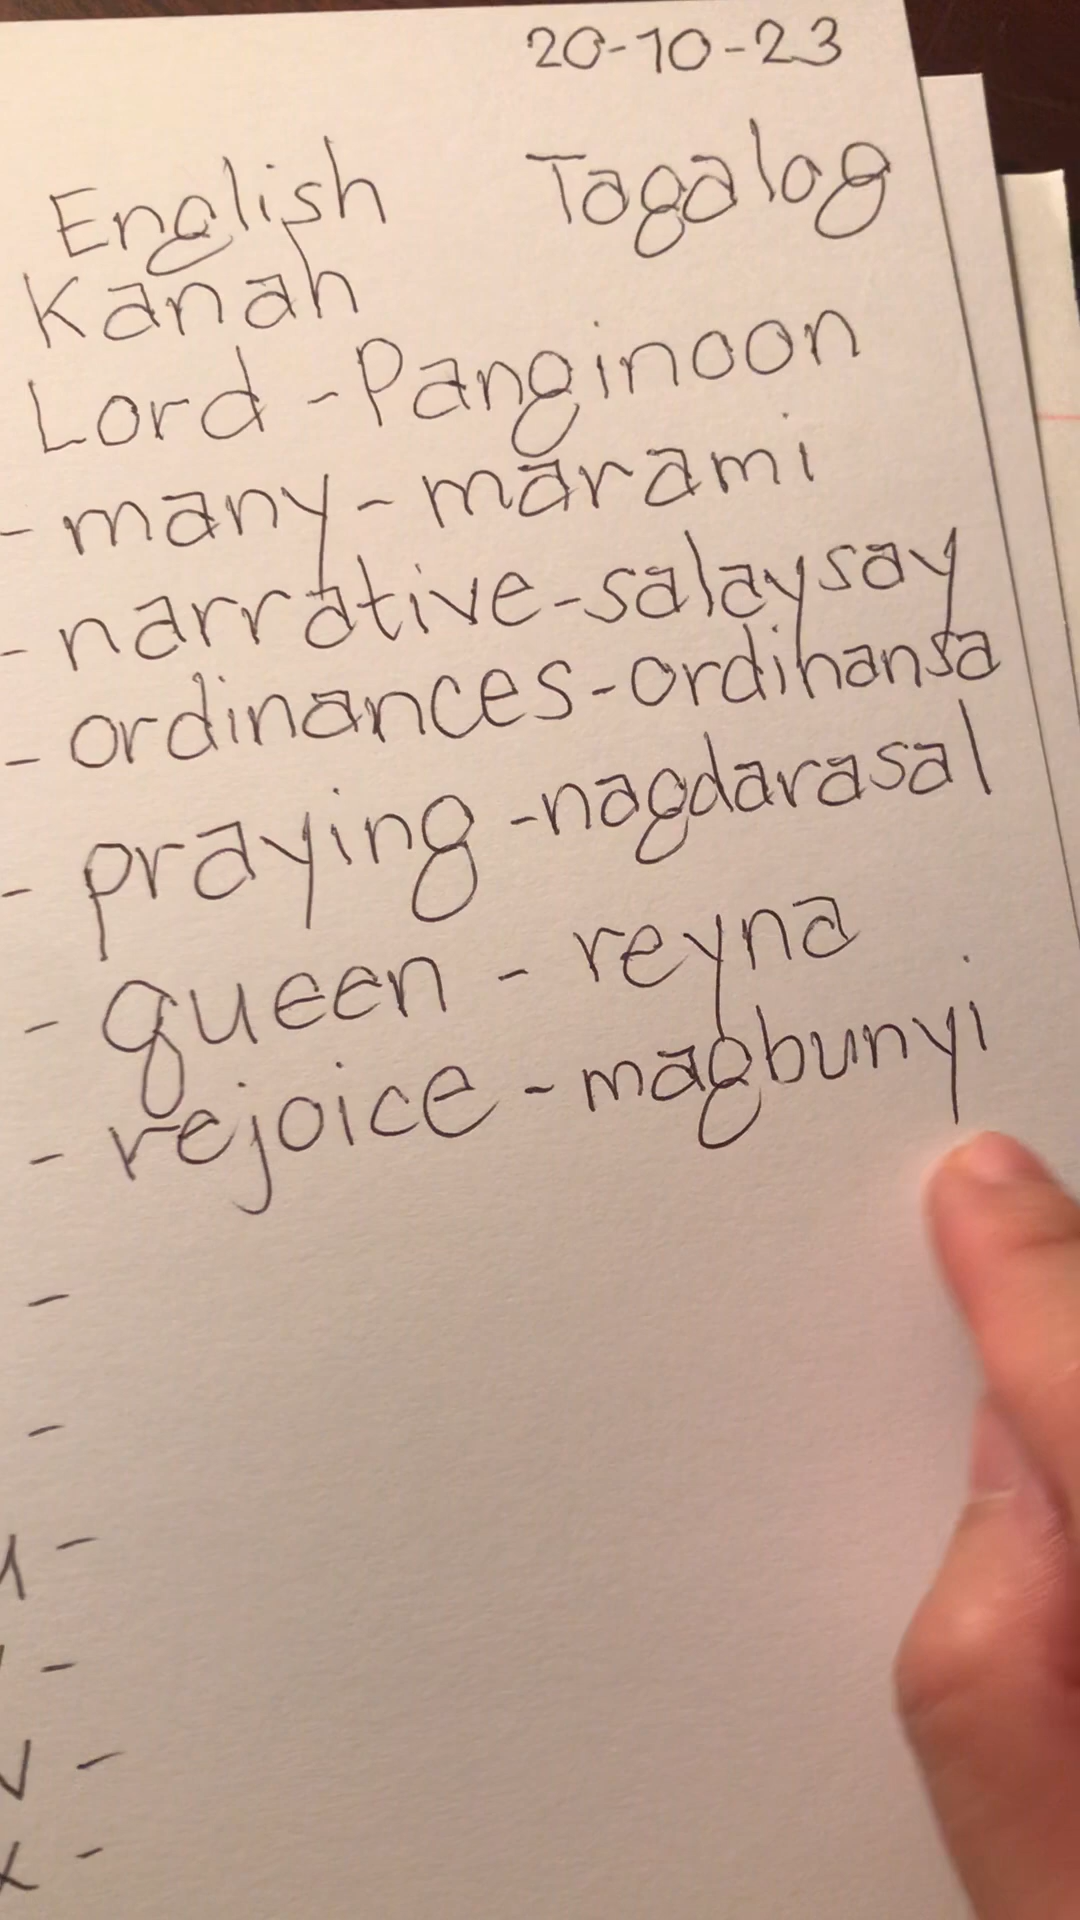 20-10-23
English Tagalog
Kanah
Lord - Panginoon
- many - marami
- narrative - salaysay
- ordinances - ordinansa
- praying - nagdarasal
- queen - reyna
- rejoice - magbunyi
-
-
-
-
-
x -